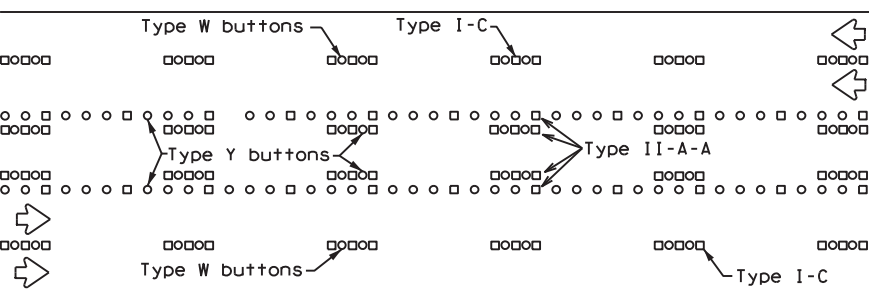 Type W buttons
Type I-C
Type Y buttons
Type II-A-A
Type W buttons
Type I-C